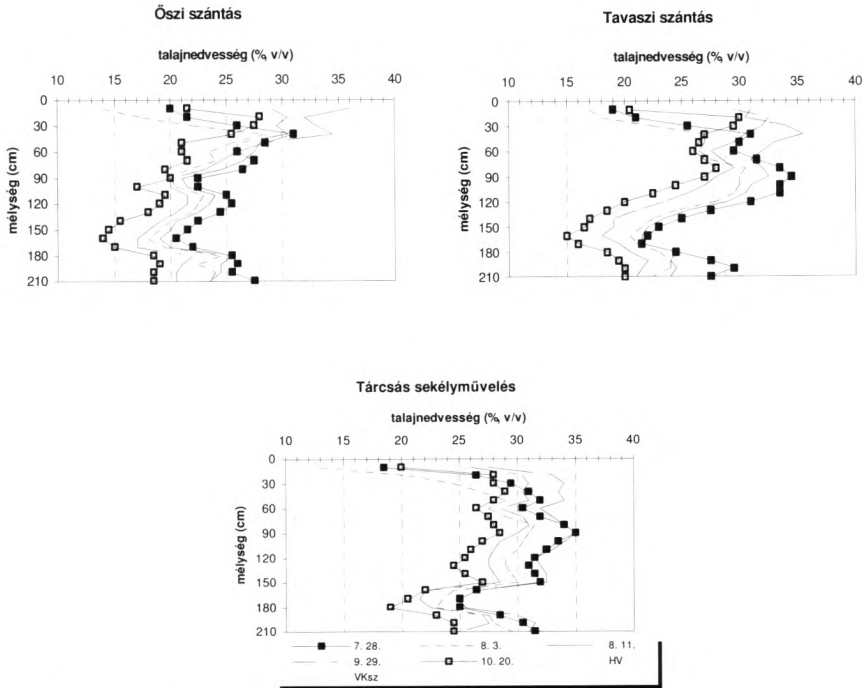 Őszi szántás
talajnedvesség (%, v/v)
10 15 20 25 30 35 40
0
30
60
90
120
150
180
210
mélység (cm)
Tavaszi szántás
talajnedvesség (%, v/v)
10 15 20 25 30 35 40
0
30
60
90
120
150
180
210
mélység (cm)
Tárcsás sekélyművelés
talajnedvesség (%, v/v)
10 15 20 25 30 35 40
0
30
60
90
120
150
180
210
mélység (cm)
7. 28. 8. 3. 8. 11.
9. 29. 10. 20. HV
VKsz